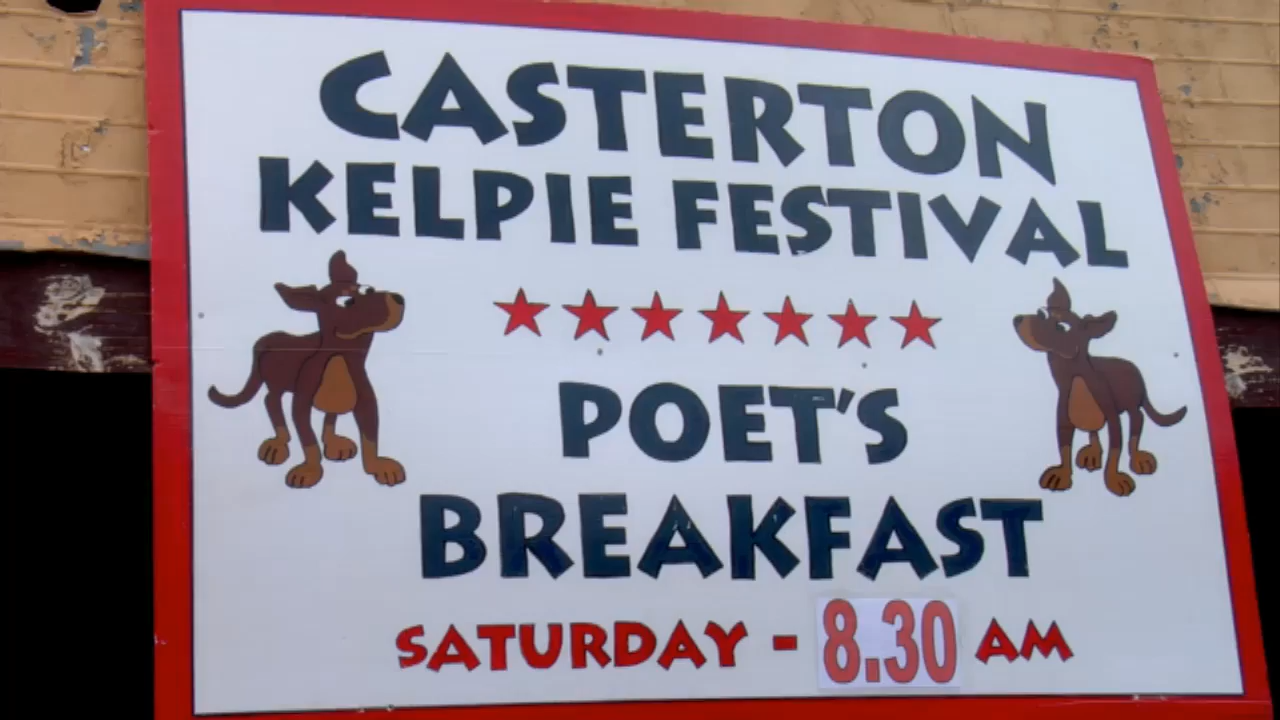 CASTERTON
KELPIE FESTIVAL
POET'S
BREAKFAST
SATURDAY - 8.30 AM